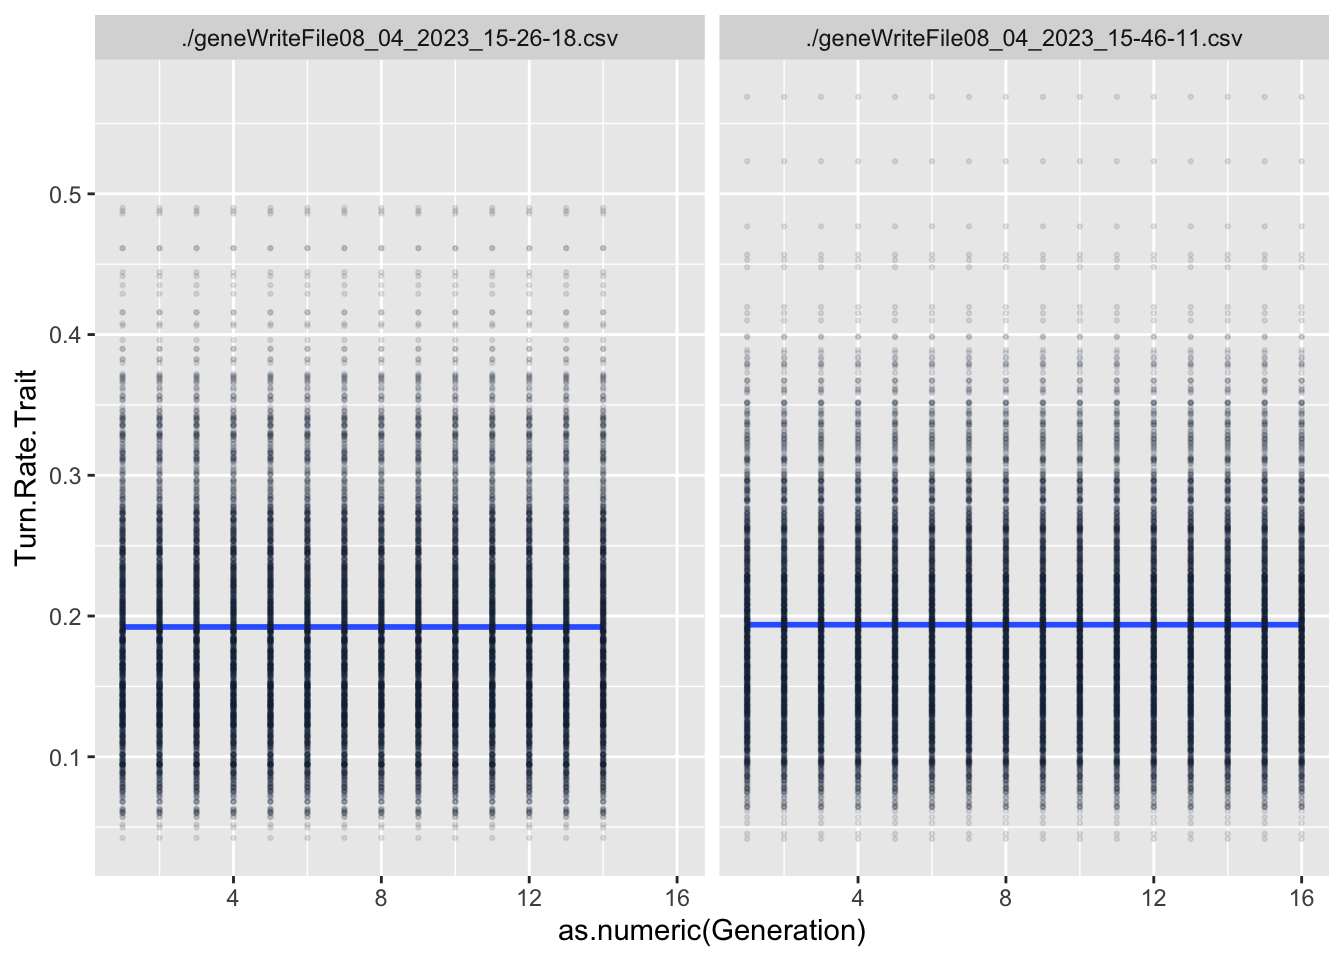 ./geneWriteFile08_04_2023_15-26-18.csv
./geneWriteFile08_04_2023_15-46-11.csv
Turn.Rate.Trait
0.5
0.4
0.3
0.2
0.1
4 8 12 16
4 8 12 16
as.numeric(Generation)